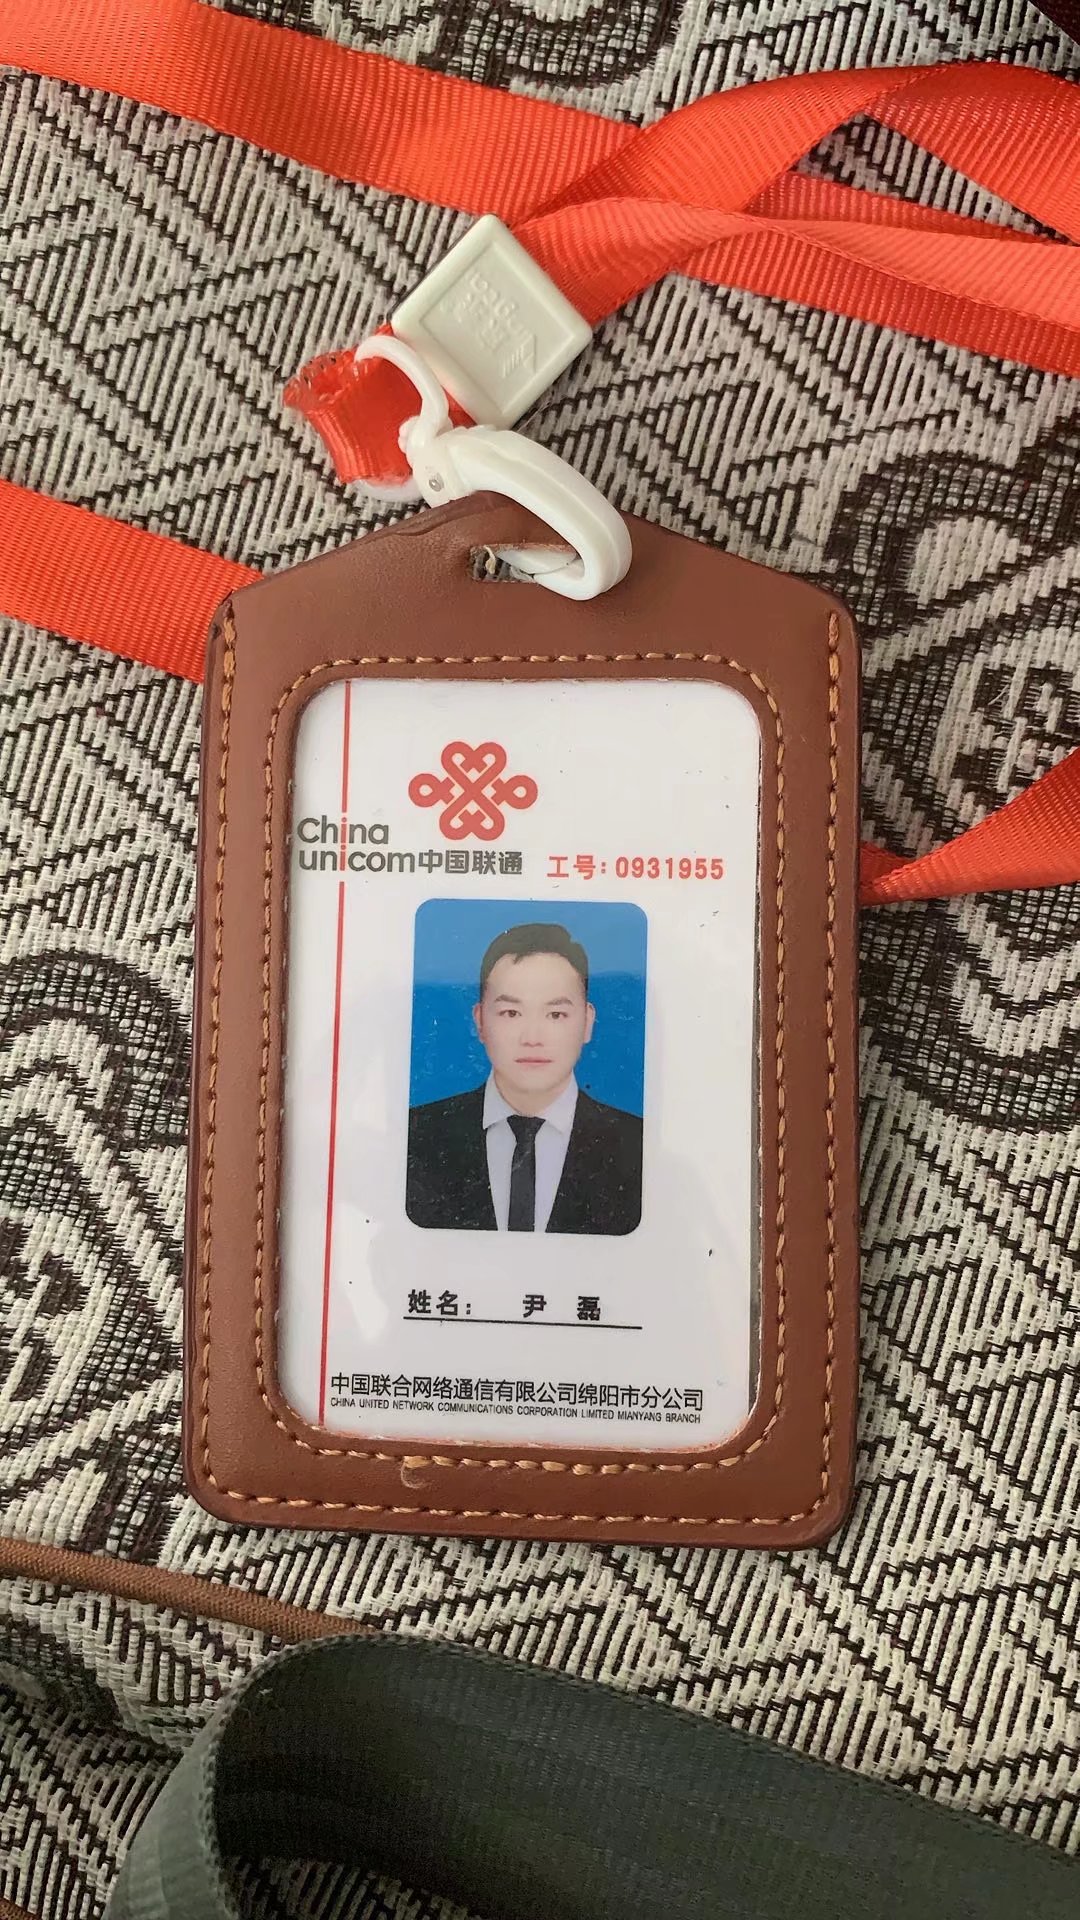 China
unicom中国联通
工号: 0931955
姓名: 尹 磊
中国联合网络通信有限公司绵阳市分公司
CHINA UNITED NETWORK COMMUNICATIONS CORPORATION LIMITED MIANYANG BRANCH